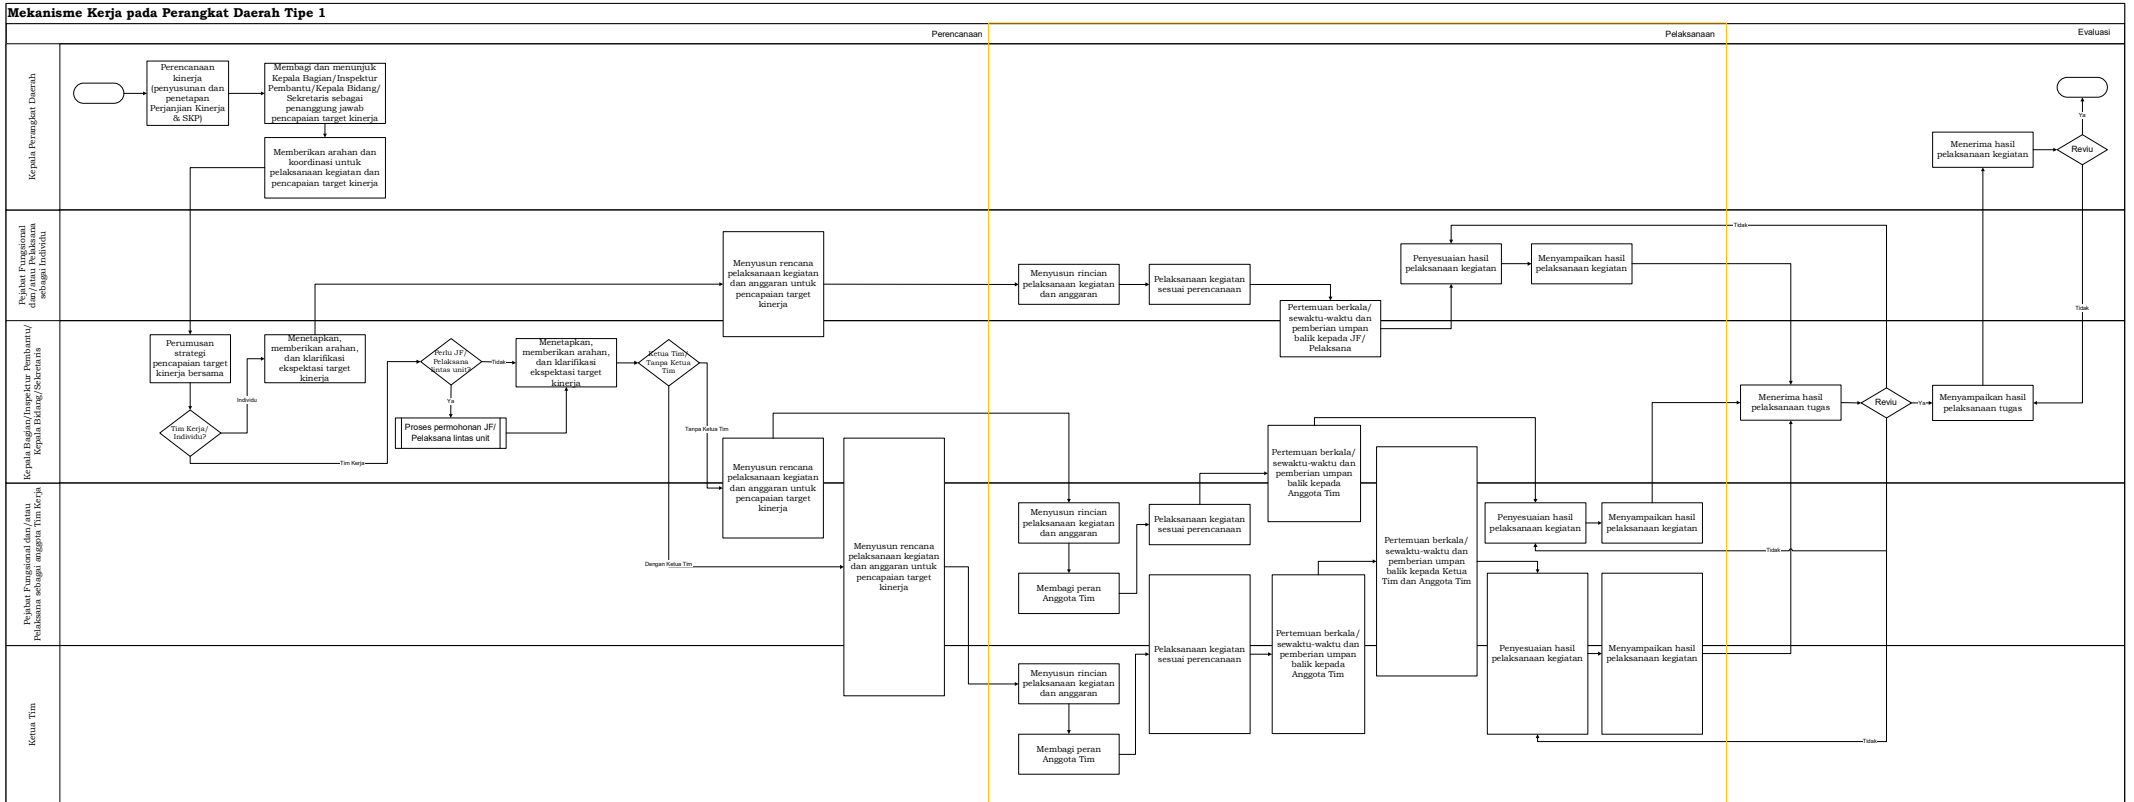 Mekanisme Kerja pada Perangkat Daerah Tipe 1
Perencanaan
Pelaksanaan
Evaluasi
Kepala Perangkat Daerah
Perencanaan
kinerja
(penyusunan dan
penetapan
Perjanjian Kinerja
& SKP)
Membagi dan menunjuk
Kepala Bagian/Inspektur
Pembantu/Kepala Bidang/
Sekretaris sebagai
penanggung jawab
pencapaian target kinerja
Memberikan arahan dan
koordinasi untuk
pelaksanaan kegiatan dan
pencapaian target kinerja
Menerima hasil
pelaksanaan kegiatan
Reviu
Ya
Tidak
Pejabat Fungsional
dan/atau Pelaksana
sebagai Individu
Menyusun rencana
pelaksanaan kegiatan
dan anggaran untuk
pencapaian target
kinerja
Menyusun rincian
pelaksanaan kegiatan
dan anggaran
Pelaksanaan kegiatan
sesuai perencanaan
Pertemuan berkala/
sewaktu-waktu dan
pemberian umpan
balik kepada JF/
Pelaksana
Penyesuaian hasil
pelaksanaan kegiatan
Menyampaikan hasil
pelaksanaan kegiatan
Tidak
Kepala Bagian/Inspektur Pembantu/
Kepala Bidang/Sekretaris
Perumusan
strategi
pencapaian target
kinerja bersama
Tim Kerja/
Individu?
Individu
Tim Kerja
Menetapkan,
memberikan arahan,
dan klarifikasi
ekspektasi target
kinerja
Perlu JF/
Pelaksana
lintas unit?
Tidak
Ya
Proses permohonan JF/
Pelaksana lintas unit
Menetapkan,
memberikan arahan,
dan klarifikasi
ekspektasi target
kinerja
Ketua Tim/
Tanpa Ketua
Tim
Tanpa Ketua Tim
Dengan Ketua Tim
Menyusun rencana
pelaksanaan kegiatan
dan anggaran untuk
pencapaian target
kinerja
Menyusun rencana
pelaksanaan kegiatan
dan anggaran untuk
pencapaian target
kinerja
Pertemuan berkala/
sewaktu-waktu dan
pemberian umpan
balik kepada
Anggota Tim
Pertemuan berkala/
sewaktu-waktu dan
pemberian umpan
balik kepada Ketua
Tim dan Anggota Tim
Menerima hasil
pelaksanaan tugas
Reviu
Ya
Menyampaikan hasil
pelaksanaan tugas
Pejabat Fungsional dan/atau
Pelaksana sebagai anggota Tim Kerja
Menyusun rincian
pelaksanaan kegiatan
dan anggaran
Membagi peran
Anggota Tim
Pelaksanaan kegiatan
sesuai perencanaan
Penyesuaian hasil
pelaksanaan kegiatan
Menyampaikan hasil
pelaksanaan kegiatan
Tidak
Ketua Tim
Menyusun rincian
pelaksanaan kegiatan
dan anggaran
Membagi peran
Anggota Tim
Pelaksanaan kegiatan
sesuai perencanaan
Pertemuan berkala/
sewaktu-waktu dan
pemberian umpan
balik kepada
Anggota Tim
Penyesuaian hasil
pelaksanaan kegiatan
Menyampaikan hasil
pelaksanaan kegiatan
Tidak